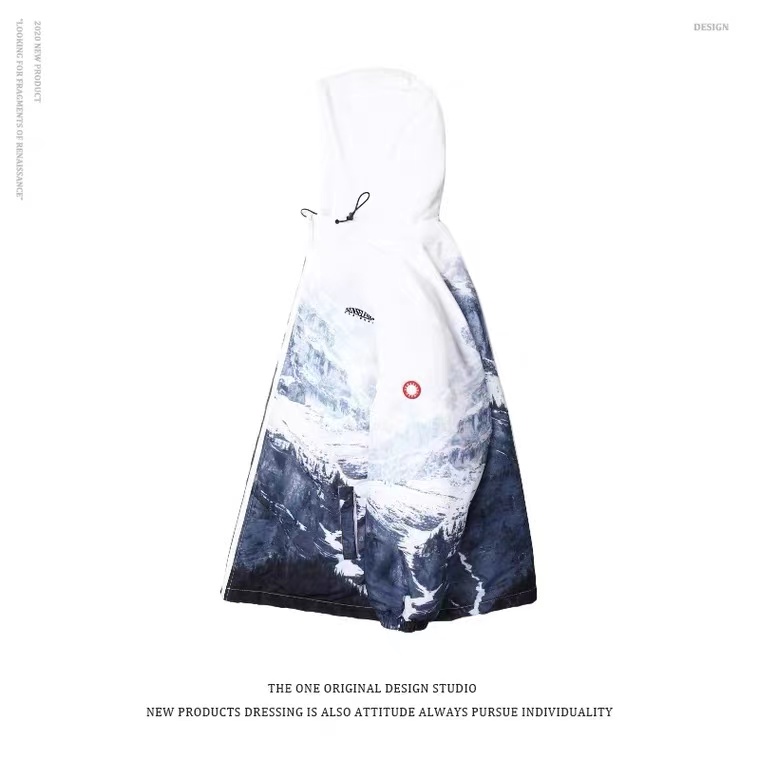 "LOOKING FOR FRAGMENTS OF RENAISSANCE"
2020 NEW PRODUCT
DESIGN
THE ONE ORIGINAL DESIGN STUDIO
NEW PRODUCTS DRESSING IS ALSO ATTITUDE ALWAYS PURSUE INDIVIDUALITY